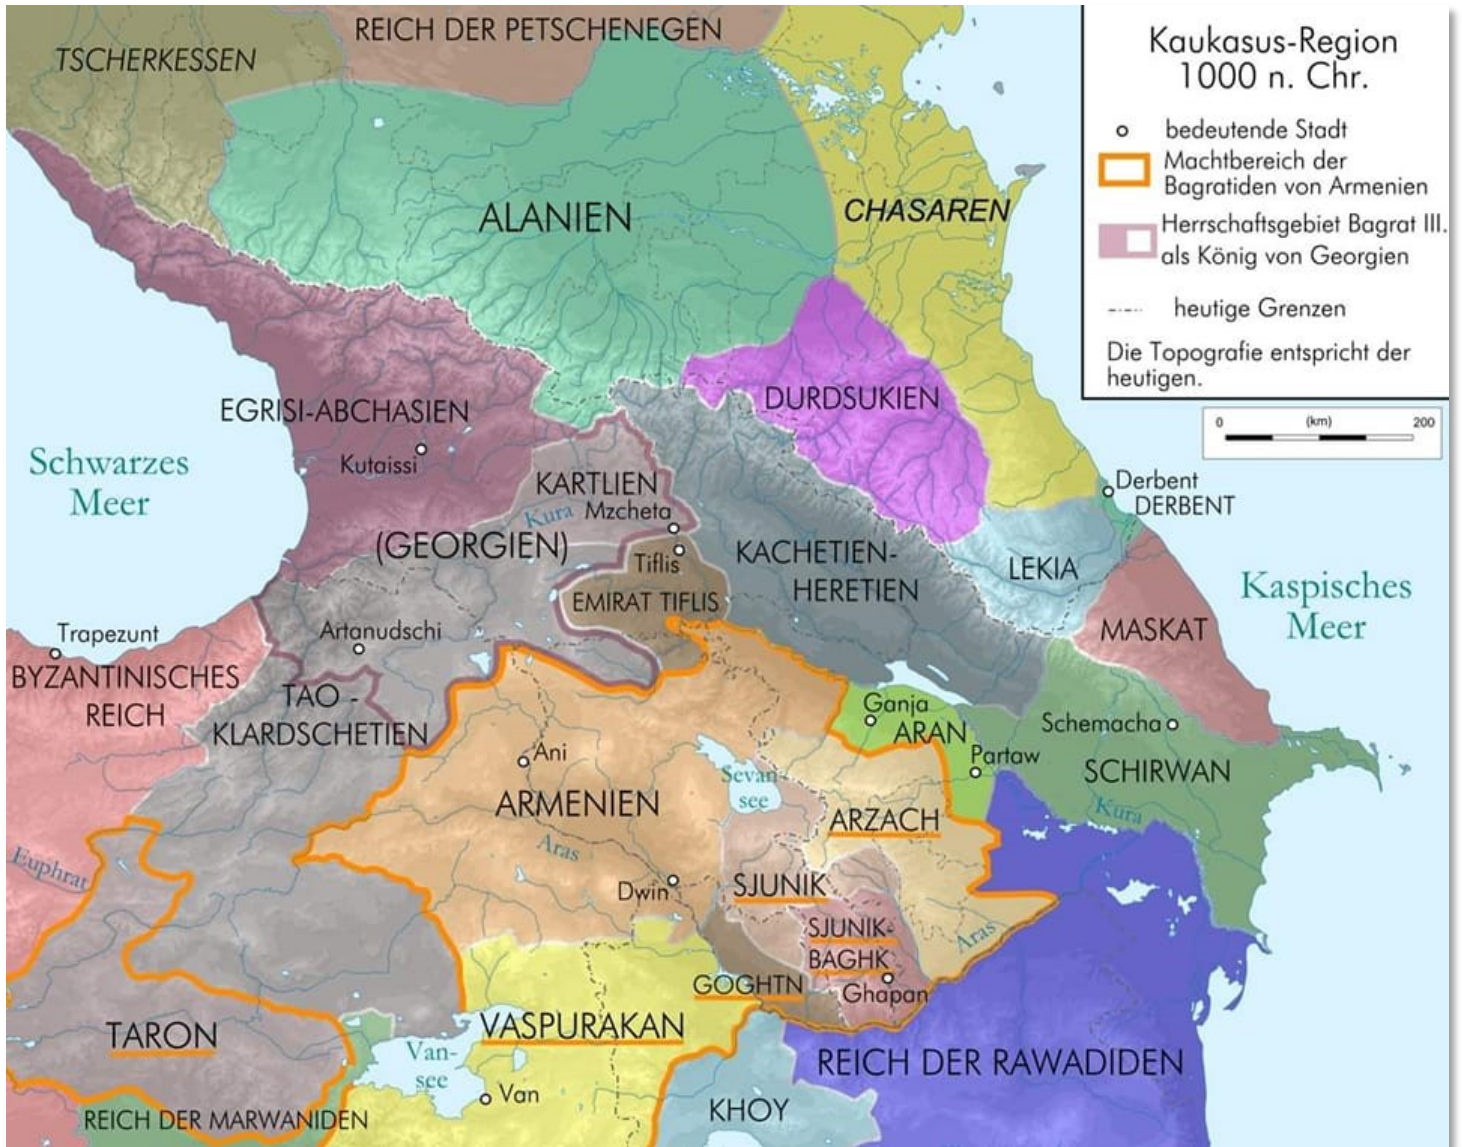 REICH DER PETSCHENEGEN
TSCHERKESSEN
Kaukasus-Region
1000 n. Chr.
bedeutende Stadt
Machtbereich der
Bagratiden von Armenien
Herrschaftsgebiet Bagrat III.
als König von Georgien
heutige Grenzen
Die Topografie entspricht der
heutigen.
0 (km) 200
ALANIEN
CHASAREN
DURDSUKIEN
EGRISI-ABCHASIEN
Kutaissi
Schwarzes
Meer
KARTLIEN
Kura
Mzcheta
(GEORGIEN)
Tiflis
EMIRAT TIFLIS
KACHETIEN-
HERETIEN
Derbent
DERBENT
LEKIA
Kaspisches
Meer
MASKAT
Trapezunt
BYZANTINISCHES
REICH
Artanudschi
TAO -
KLARDSCHETIEN
Ganja
ARAN
Partaw
Schemacha
SCHIRWAN
Kura
Ani
ARMENIEN
Sevan-
see
ARZACH
Aras
Euphrat
Dwin
SJUNIK
SJUNIK-
BAGHK
Ghapan
Aras
GOGHTN
TARON
VASPURAKAN
Van-
see
Van
REICH DER RAWADIDEN
KHOY
REICH DER MARWANIDEN